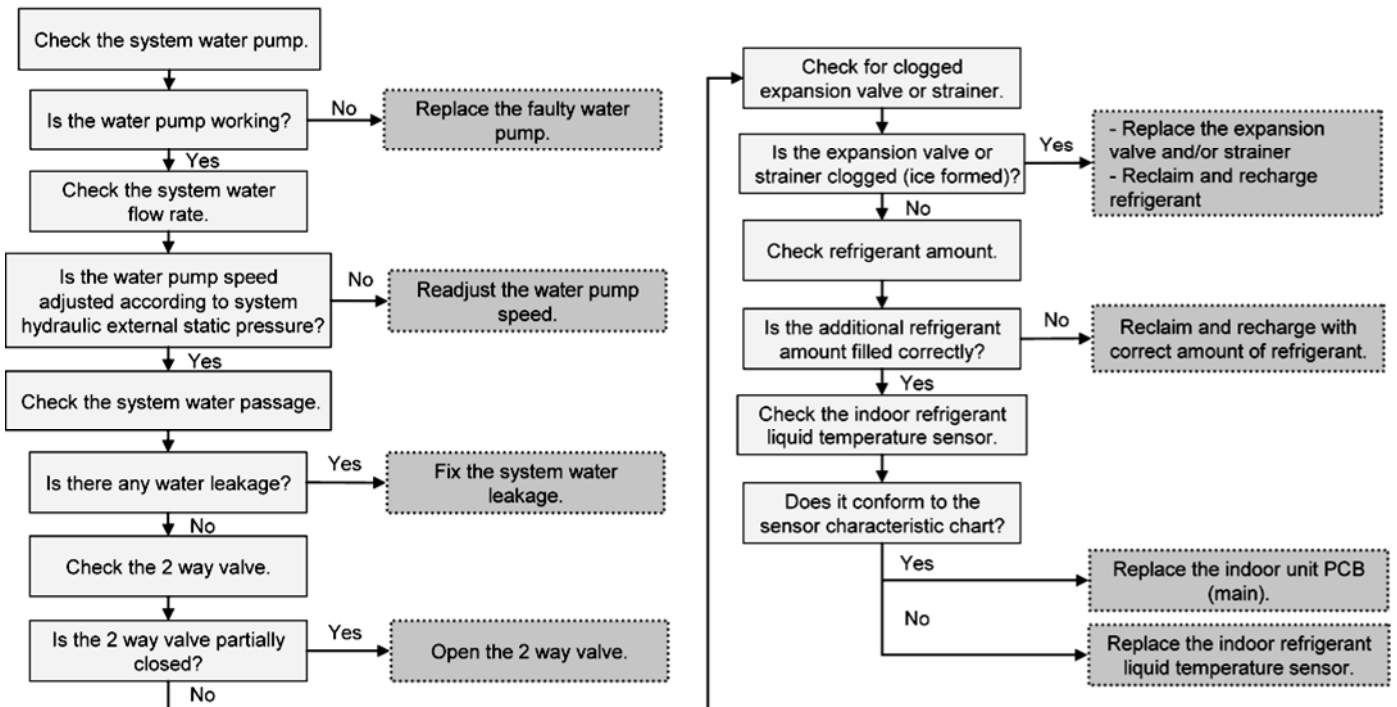 Check the system water pump.
Is the water pump working?
No
Replace the faulty water
pump.
Yes
Check the system water
flow rate.
Is the water pump speed
adjusted according to system
hydraulic external static pressure?
No
Readjust the water pump
speed.
Yes
Check the system water passage.
Is there any water leakage?
Yes
Fix the system water
leakage.
No
Check the 2 way valve.
Is the 2 way valve partially
closed?
Yes
Open the 2 way valve.
No
Check for clogged
expansion valve or strainer.
Is the expansion valve or
strainer clogged (ice formed)?
Yes
- Replace the expansion
valve and/or strainer
- Reclaim and recharge
refrigerant
No
Check refrigerant amount.
Is the additional refrigerant
amount filled correctly?
No
Reclaim and recharge with
correct amount of refrigerant.
Yes
Check the indoor refrigerant
liquid temperature sensor.
Does it conform to the
sensor characteristic chart?
Yes
Replace the indoor unit PCB
(main).
No
Replace the indoor refrigerant
liquid temperature sensor.